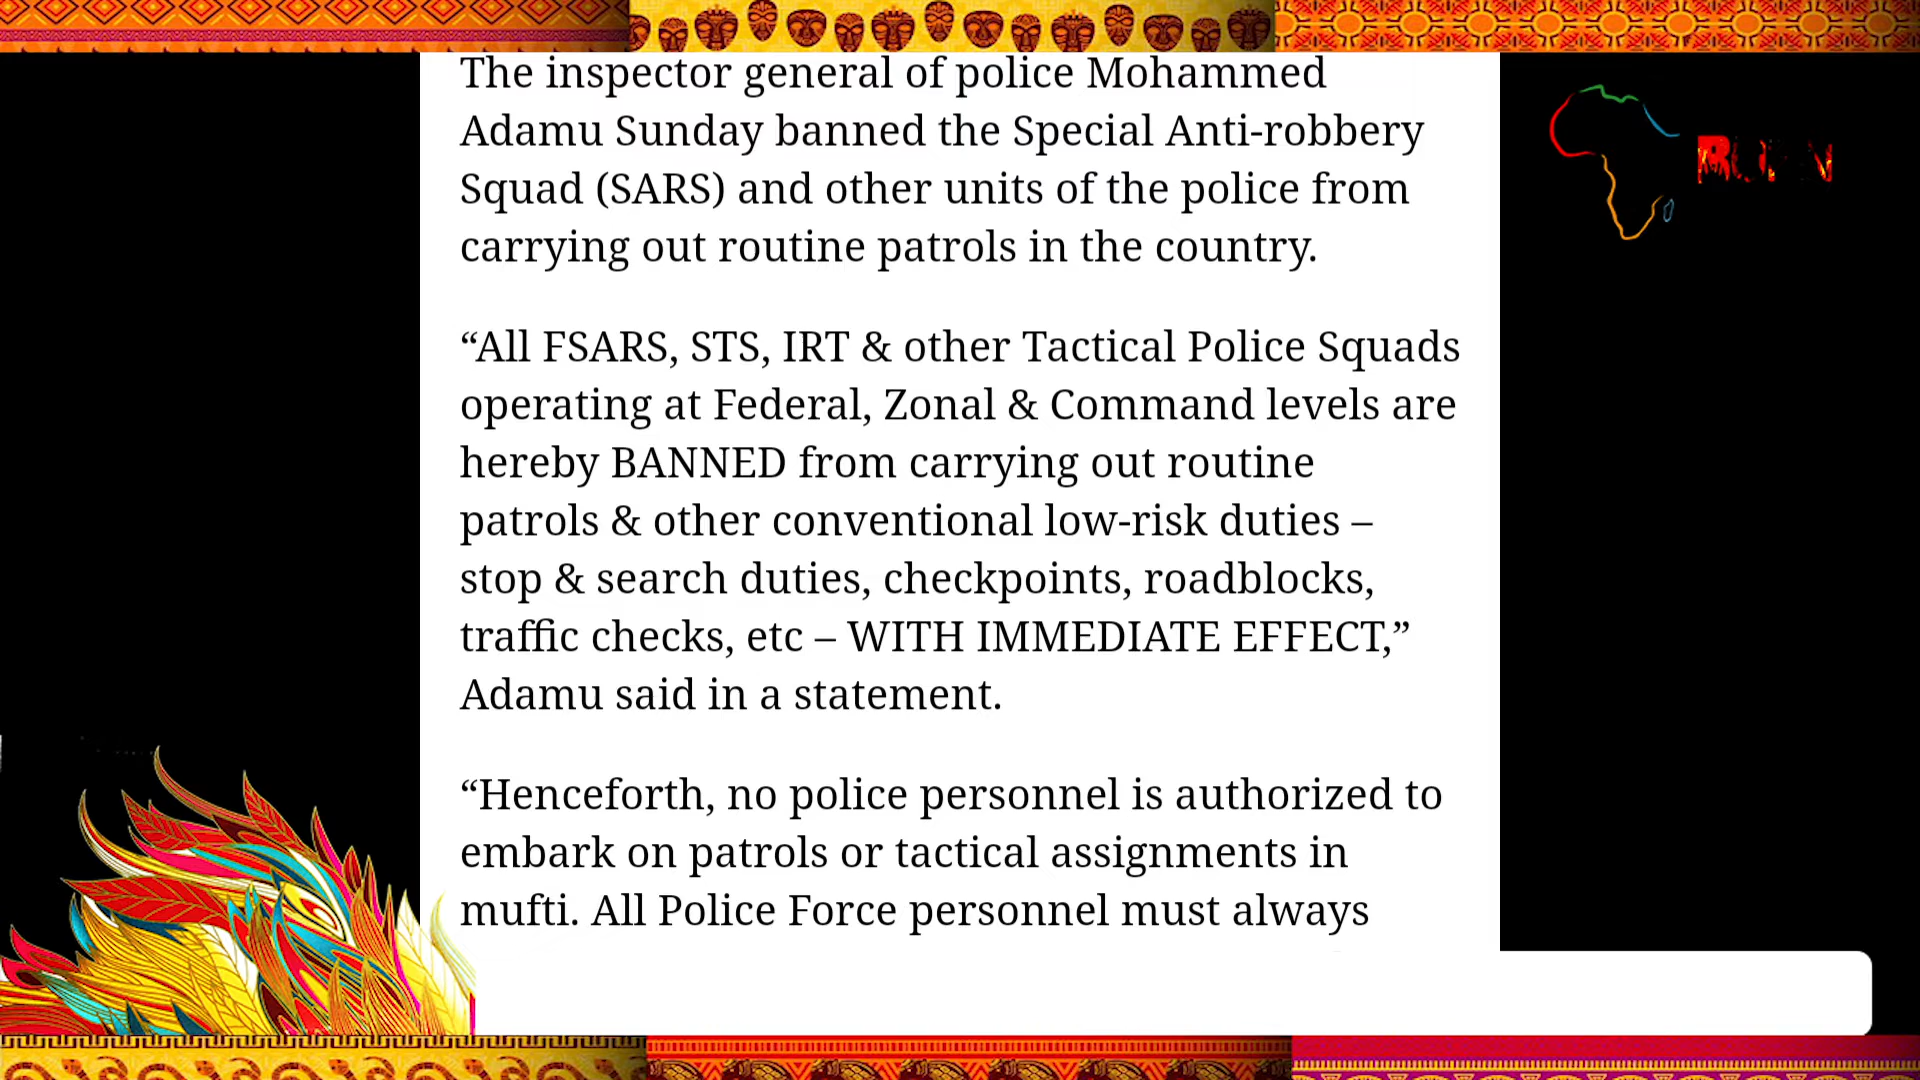 The inspector general of police Mohammed
Adamu Sunday banned the Special Anti-robbery
Squad (SARS) and other units of the police from
carrying out routine patrols in the country.
“All FSARS, STS, IRT & other Tactical Police Squads
operating at Federal, Zonal & Command levels are
hereby BANNED from carrying out routine
patrols & other conventional low-risk duties –
stop & search duties, checkpoints, roadblocks,
traffic checks, etc – WITH IMMEDIATE EFFECT,”
Adamu said in a statement.
“Henceforth, no police personnel is authorized to
embark on patrols or tactical assignments in
mufti. All Police Force personnel must always